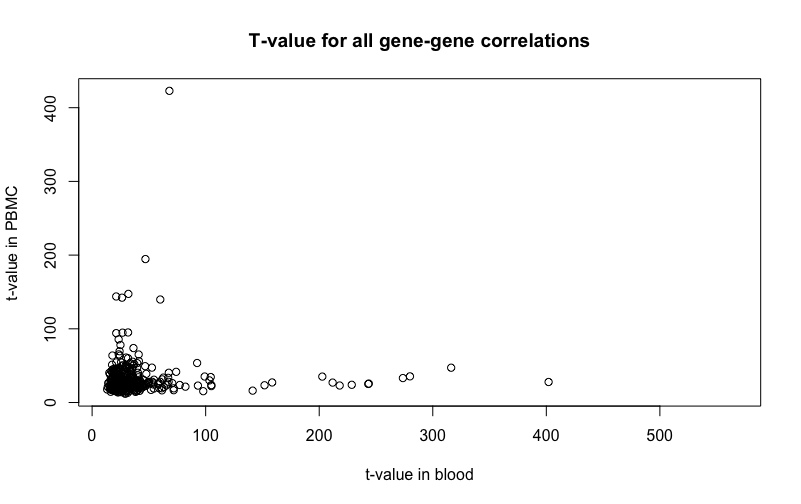 T-value for all gene-gene correlations
t-value in PBMC
400
300
200
100
0
0 100 200 300 400 500
t-value in blood